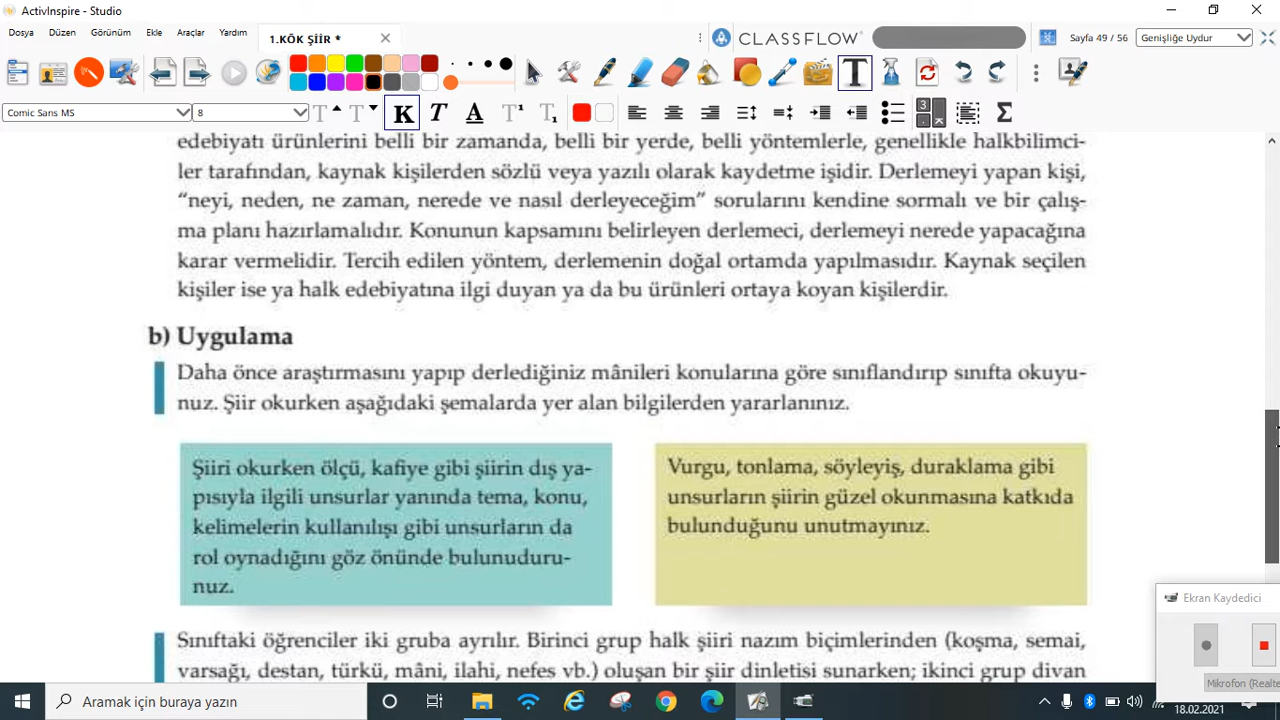 ActivInspire - Studio
Dosya Düzen Görünüm Ekle Araçlar Yardım
1.KÖK ŞİİR *
CLASSFLOW
Sayfa 49 / 56
Genişliğe Uydur
Comic Sans MS
8
edebiyatı ürünlerini belli bir zamanda, belli bir yerde, belli yöntemlerle, genellikle halkbilimci-
ler tarafından, kaynak kişilerden sözlü veya yazılı olarak kaydetme işidir. Derlemeyi yapan kişi,
“neyi, neden, ne zaman, nerede ve nasıl derleyeceğim” sorularını kendine sormalı ve bir çalış-
ma planı hazırlamalıdır. Konunun kapsamını belirleyen derlemeci, derlemeyi nerede yapacağına
karar vermelidir. Tercih edilen yöntem, derlemenin doğal ortamda yapılmasıdır. Kaynak seçilen
kişiler ise ya halk edebiyatına ilgi duyan ya da bu ürünleri ortaya koyan kişilerdir.
b) Uygulama
Daha önce araştırmasını yapıp derlediğiniz mânileri konularına göre sınıflandırıp sınıfta okuyu-
nuz. Şiir okurken aşağıdaki şemalarda yer alan bilgilerden yararlanınız.
Şiiri okurken ölçü, kafiye gibi şiirin dış ya-
pısıyla ilgili unsurlar yanında tema, konu,
kelimelerin kullanılışı gibi unsurların da
rol oynadığını göz önünde bulunuduru-
nuz.
Vurgu, tonlama, söyleyiş, duraklama gibi
unsurların şiirin güzel okunmasına katkıda
bulunduğunu unutmayınız.
Sınıftaki öğrenciler iki gruba ayrılır. Birinci grup halk şiiri nazım biçimlerinden (koşma, semai,
varsağı, destan, türkü, mâni, ilahi, nefes vb.) oluşan bir şiir dinletisi sunarken; ikinci grup divan
Ekran Kaydedici
Mikrofon (Realte
Aramak için buraya yazın
18.02.2021